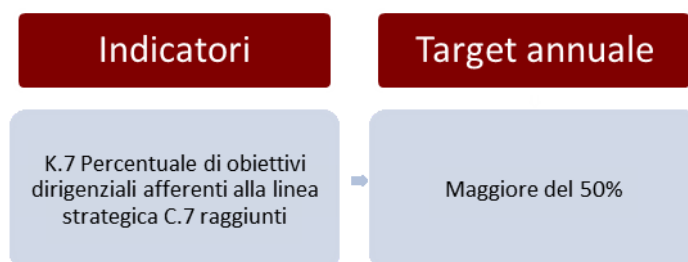 Indicatori
Target annuale
K.7 Percentuale di obiettivi
dirigenziali afferenti alla linea
strategica C.7 raggiunti
Maggiore del 50%